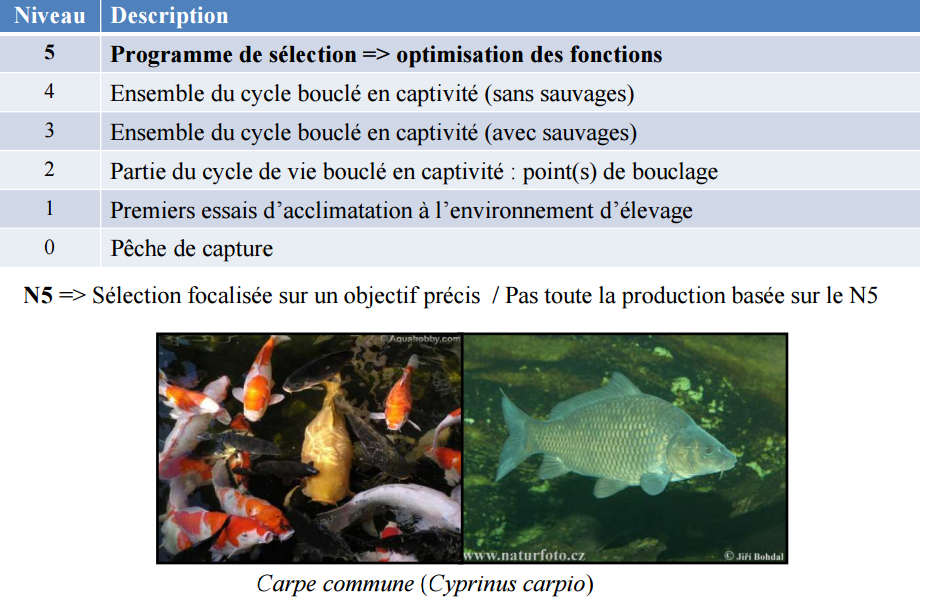 Niveau Description
5 Programme de sélection => optimisation des fonctions
4 Ensemble du cycle bouclé en captivité (sans sauvages)
3 Ensemble du cycle bouclé en captivité (avec sauvages)
2 Partie du cycle de vie bouclé en captivité : point(s) de bouclage
1 Premiers essais d’acclimatation à l’environnement d’élevage
0 Pêche de capture
N5 => Sélection focalisée sur un objectif précis / Pas toute la production basée sur le N5
©Aquahobby.com
www.naturfoto.cz © Jiří Bohdal
Carpe commune (Cyprinus carpio)